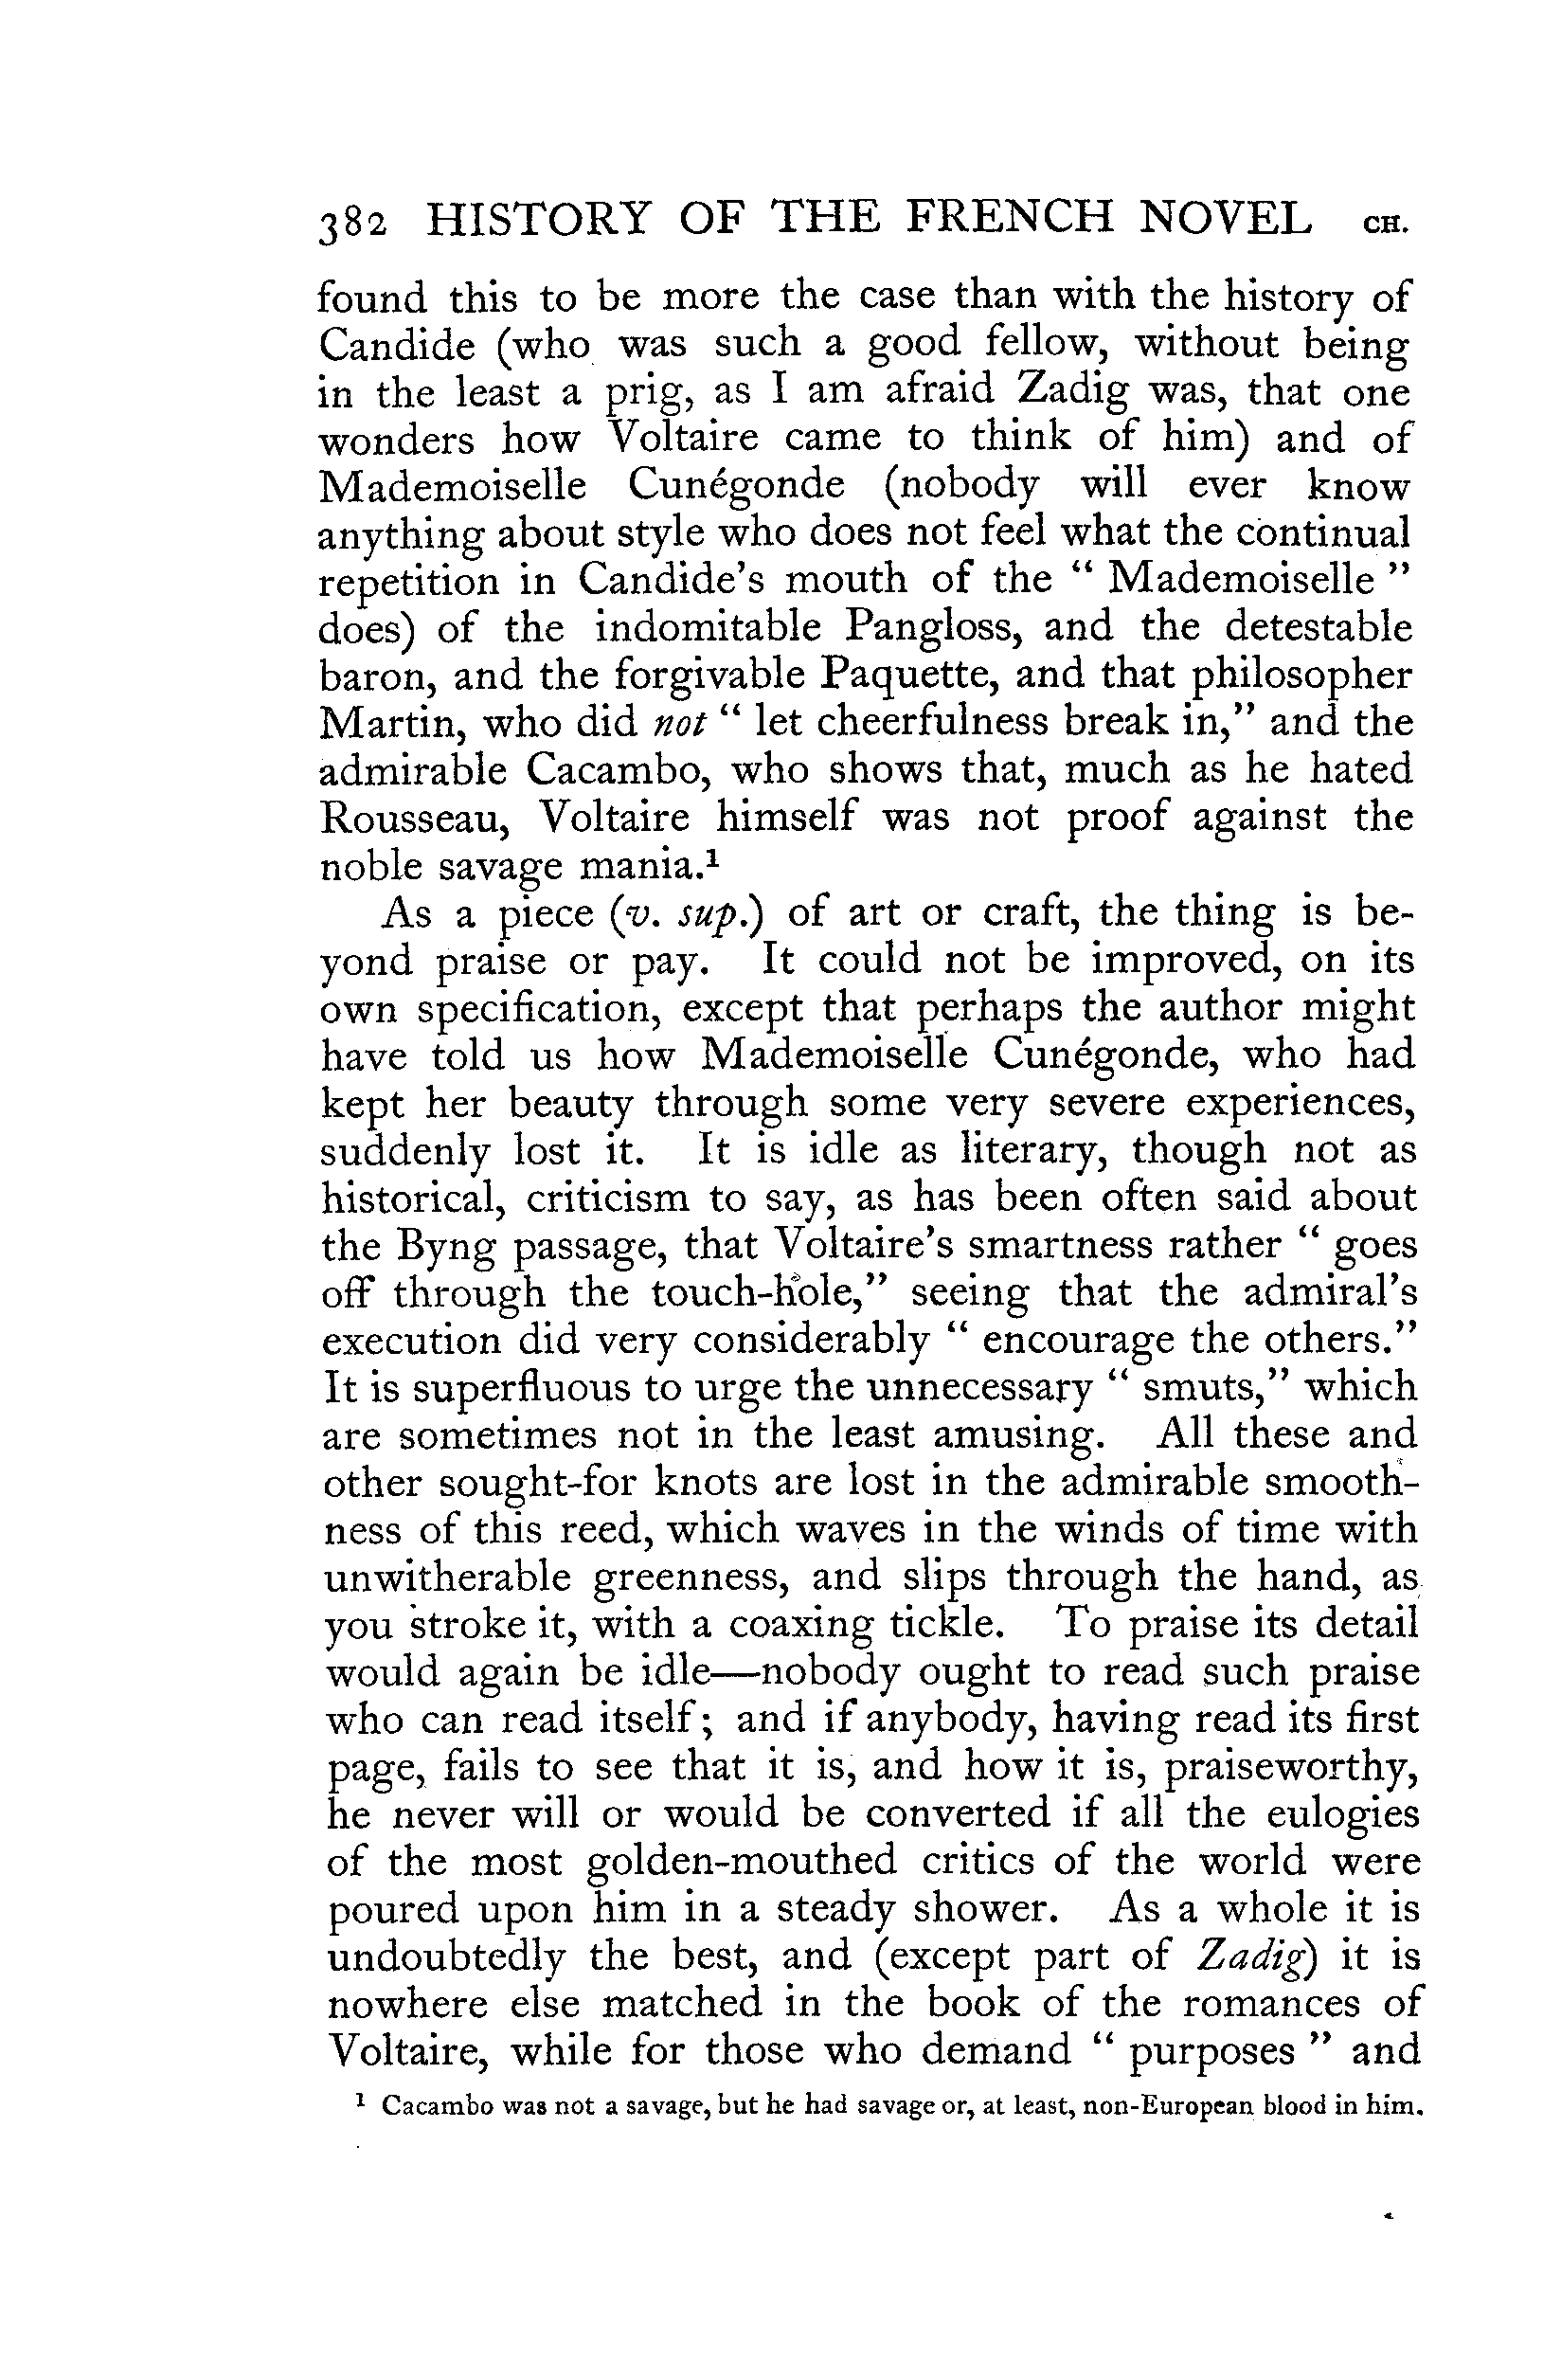 382 HISTORY OF THE FRENCH NOVEL CH.
found this to be more the case than with the history of
Candide (who was such a good fellow, without being
in the least a prig, as I am afraid Zadig was, that one
wonders how Voltaire came to think of him) and of
Mademoiselle Cunégonde (nobody will ever know
anything about style who does not feel what the continual
repetition in Candide's mouth of the “ Mademoiselle ”
does) of the indomitable Pangloss, and the detestable
baron, and the forgivable Paquette, and that philosopher
Martin, who did not “ let cheerfulness break in,” and the
admirable Cacambo, who shows that, much as he hated
Rousseau, Voltaire himself was not proof against the
noble savage mania.¹
As a piece (v. sup.) of art or craft, the thing is be-
yond praise or pay. It could not be improved, on its
own specification, except that perhaps the author might
have told us how Mademoiselle Cunégonde, who had
kept her beauty through some very severe experiences,
suddenly lost it. It is idle as literary, though not as
historical, criticism to say, as has been often said about
the Byng passage, that Voltaire's smartness rather “ goes
off through the touch-hole,” seeing that the admiral's
execution did very considerably “ encourage the others.”
It is superfluous to urge the unnecessary “ smuts,” which
are sometimes not in the least amusing. All these and
other sought-for knots are lost in the admirable smooth-
ness of this reed, which waves in the winds of time with
unwitherable greenness, and slips through the hand, as
you stroke it, with a coaxing tickle. To praise its detail
would again be idle—nobody ought to read such praise
who can read itself; and if anybody, having read its first
page, fails to see that it is, and how it is, praiseworthy,
he never will or would be converted if all the eulogies
of the most golden-mouthed critics of the world were
poured upon him in a steady shower. As a whole it is
undoubtedly the best, and (except part of Zadig) it is
nowhere else matched in the book of the romances of
Voltaire, while for those who demand “ purposes ” and
¹ Cacambo was not a savage, but he had savage or, at least, non-European blood in him.